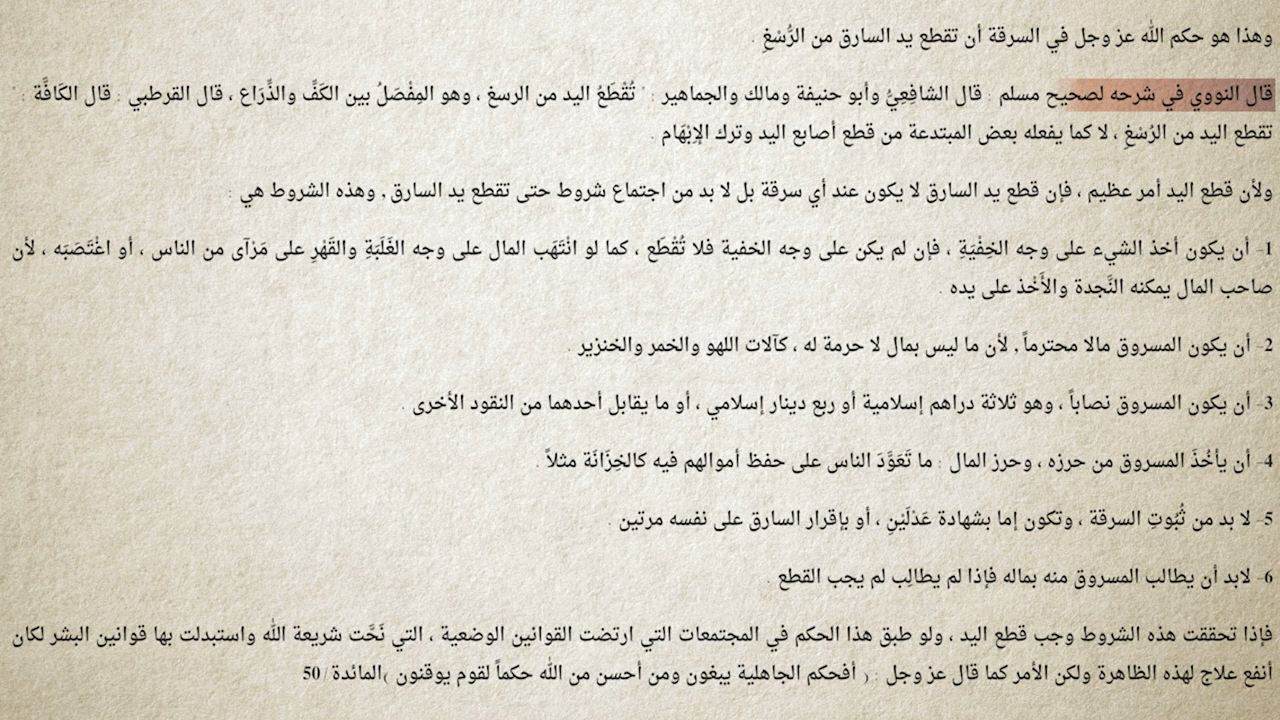 وهذا هو حكم الله عز وجل في السرقة أن تقطع يد السارق من الرُّسْغِ .
قال النووي في شرحه لصحيح مسلم : قال الشافِعِيُّ وأبو حنيفة ومالك والجماهير : " تُقْطَعُ اليد من الرسغ ، وهو المِفْصَلُ بين الكَفِّ والذِّرَاع ، قال القرطبي : قال الكَافَّة : "
تقطع اليد من الرُسْغِ ، لا كما يفعله بعض المبتدعة من قطع أصابع اليد وترك الإِبْهَام .
ولأن قطع اليد أمر عظيم ، فإن قطع يد السارق لا يكون عند أي سرقة بل لا بد من اجتماع شروط حتى تقطع يد السارق , وهذه الشروط هي :
1- أن يكون أخذ الشيء على وجه الخِفْيَةِ ، فإن لم يكن على وجه الخفية فلا تُقْطَع ، كما لو انْتَهَب المال على وجه الغَلَبَةِ والقَهْرِ على مَرْآى من الناس ، أو اغْتَصَبَه ، لأن
صاحب المال يمكنه النَّجدة والأَخْذ على يده .
2- أن يكون المسروق مالا محترماً , لأن ما ليس بمال لا حرمة له ، كآلات اللهو والخمر والخنزير .
3- أن يكون المسروق نصاباً ، وهو ثلاثة دراهم إسلامية أو ربع دينار إسلامي ، أو ما يقابل أحدهما من النقود الأخرى .
4- أن يأخُذَ المسروق من حرزه ، وحرز المال : ما تَعَوَّدَ الناس على حفظ أموالهم فيه كالخِزَانَة مثلاً .
5- لا بد من ثُبُوتِ السرقة ، وتكون إما بشهادة عَدْلَيْنِ ، أو بإقرار السارق على نفسه مرتين .
6- لابد أن يطالب المسروق منه بماله فإذا لم يطالِب لم يجب القطع .
فإذا تحققت هذه الشروط وجب قطع اليد ، ولو طبق هذا الحكم في المجتمعات التي ارتضت القوانين الوضعية ، التي نَحَّت شريعة الله واستبدلت بها قوانين البشر لكان
أنفع علاج لهذه الظاهرة ولكن الأمر كما قال عز وجل : ( أفحكم الجاهلية يبغون ومن أحسن من الله حكماً لقوم يوقنون )المائدة / 50